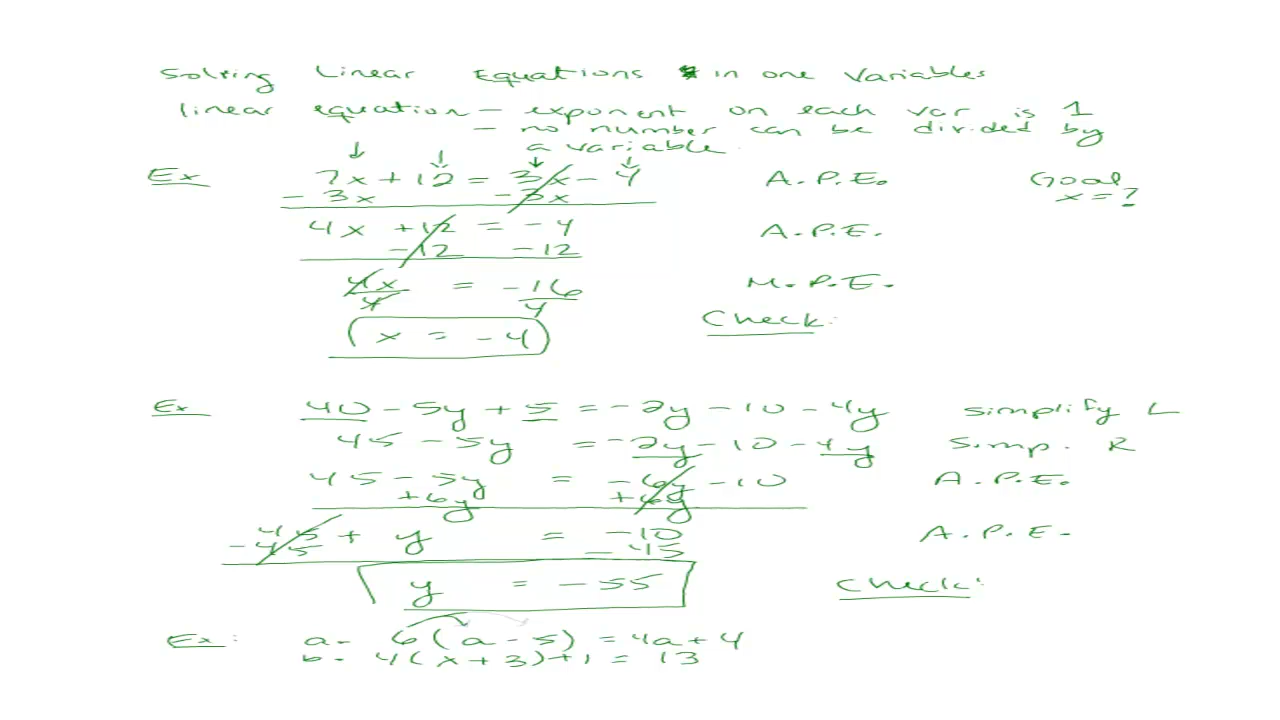 Solving Linear Equations in one Variables
linear equation - exponent on each var is 1
- no number can be divided by
a variable.
Ex 7x + 12 = 3x - 4 A.P.E. Goal
- 3x - 3x x = ?
4x + 12 = - 4 A.P.E.
- 12 - 12
4x = - 16 M.P.E.
4 4
Check:
x = - 4
Ex 40 - 5y + 5 = - 2y - 10 - 4y simplify L
45 - 5y = - 2y - 10 - 4y simp. R
45 - 5y = - 6y - 10 A.P.E.
+ 6y + 6y
45 + y = - 10 A.P.E.
- 45 - 45
y = - 55 Check:
Ex: a- 6(a - 5) = 4a + 4
b- 4(x + 3) + 1 = 13